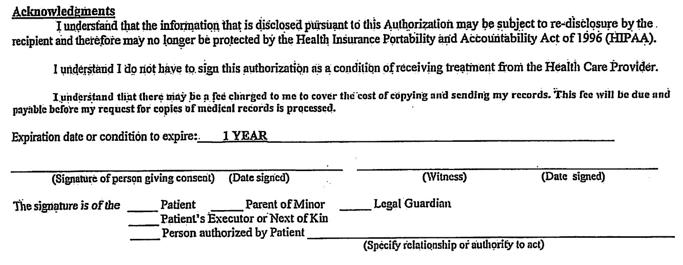 Acknowledgments
I understand that the information that is disclosed pursuant to this Authorization may be subject to re-disclosure by the
recipient and therefore may no longer be protected by the Health Insurance Portability and Accountability Act of 1996 (HIPAA).
I understand I do not have to sign this authorization as a condition of receiving treatment from the Health Care Provider.
I understand that there may be a fee charged to me to cover the cost of copying and sending my records. This fee will be due and
payable before my request for copies of medical records is processed.
Expiration date or condition to expire: 1 YEAR
(Signature of person giving consent) (Date signed) (Witness) (Date signed)
The signature is of the ____ Patient ____ Parent of Minor ____ Legal Guardian
____ Patient's Executor or Next of Kin
____ Person authorized by Patient ____
(Specify relationship or authority to act)